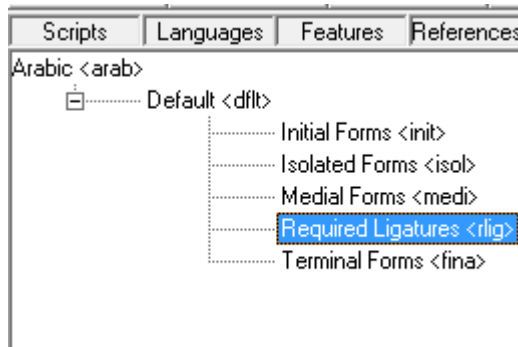 Scripts Languages Features References
Arabic <arab>
Default <dflt>
Initial Forms <init>
Isolated Forms <isol>
Medial Forms <medi>
Required Ligatures <rlig>
Terminal Forms <fina>